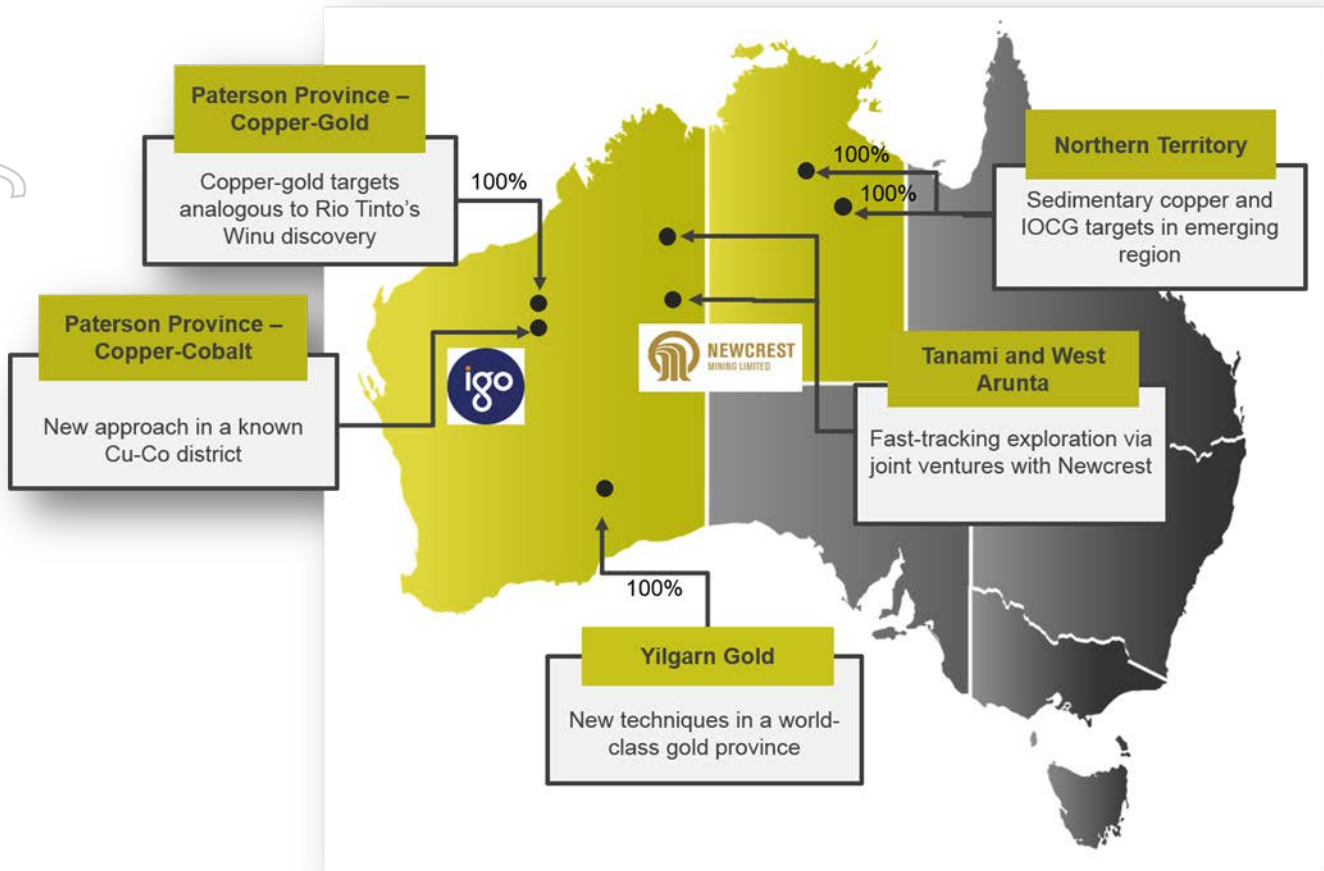 Paterson Province –
Copper-Gold
Copper-gold targets
analogous to Rio Tinto's
Winu discovery
100%
100%
100%
Northern Territory
Sedimentary copper and
IOCG targets in emerging
region
Paterson Province –
Copper-Cobalt
New approach in a known
Cu-Co district
igo
NEWCREST
MINING LIMITED
Tanami and West
Arunta
Fast-tracking exploration via
joint ventures with Newcrest
100%
Yilgarn Gold
New techniques in a world-
class gold province